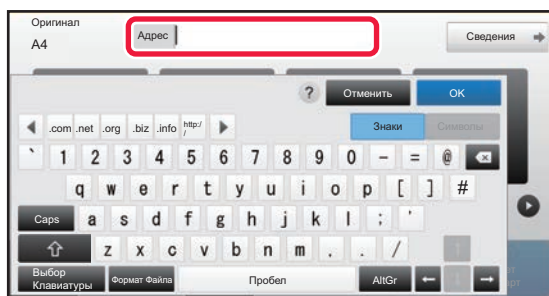 Оригинал
A4
Адрес
Сведения
? Отменить OK
.com .net .org .biz .info http:/
/
Знаки Символы
` 1 2 3 4 5 6 7 8 9 0 - = @
q w e r t y u i o p [ ] #
Caps a s d f g h j k l ; '
z x c v b n m , . /
Выбор
Клавиатуры
Формат Файла Пробел AltGr